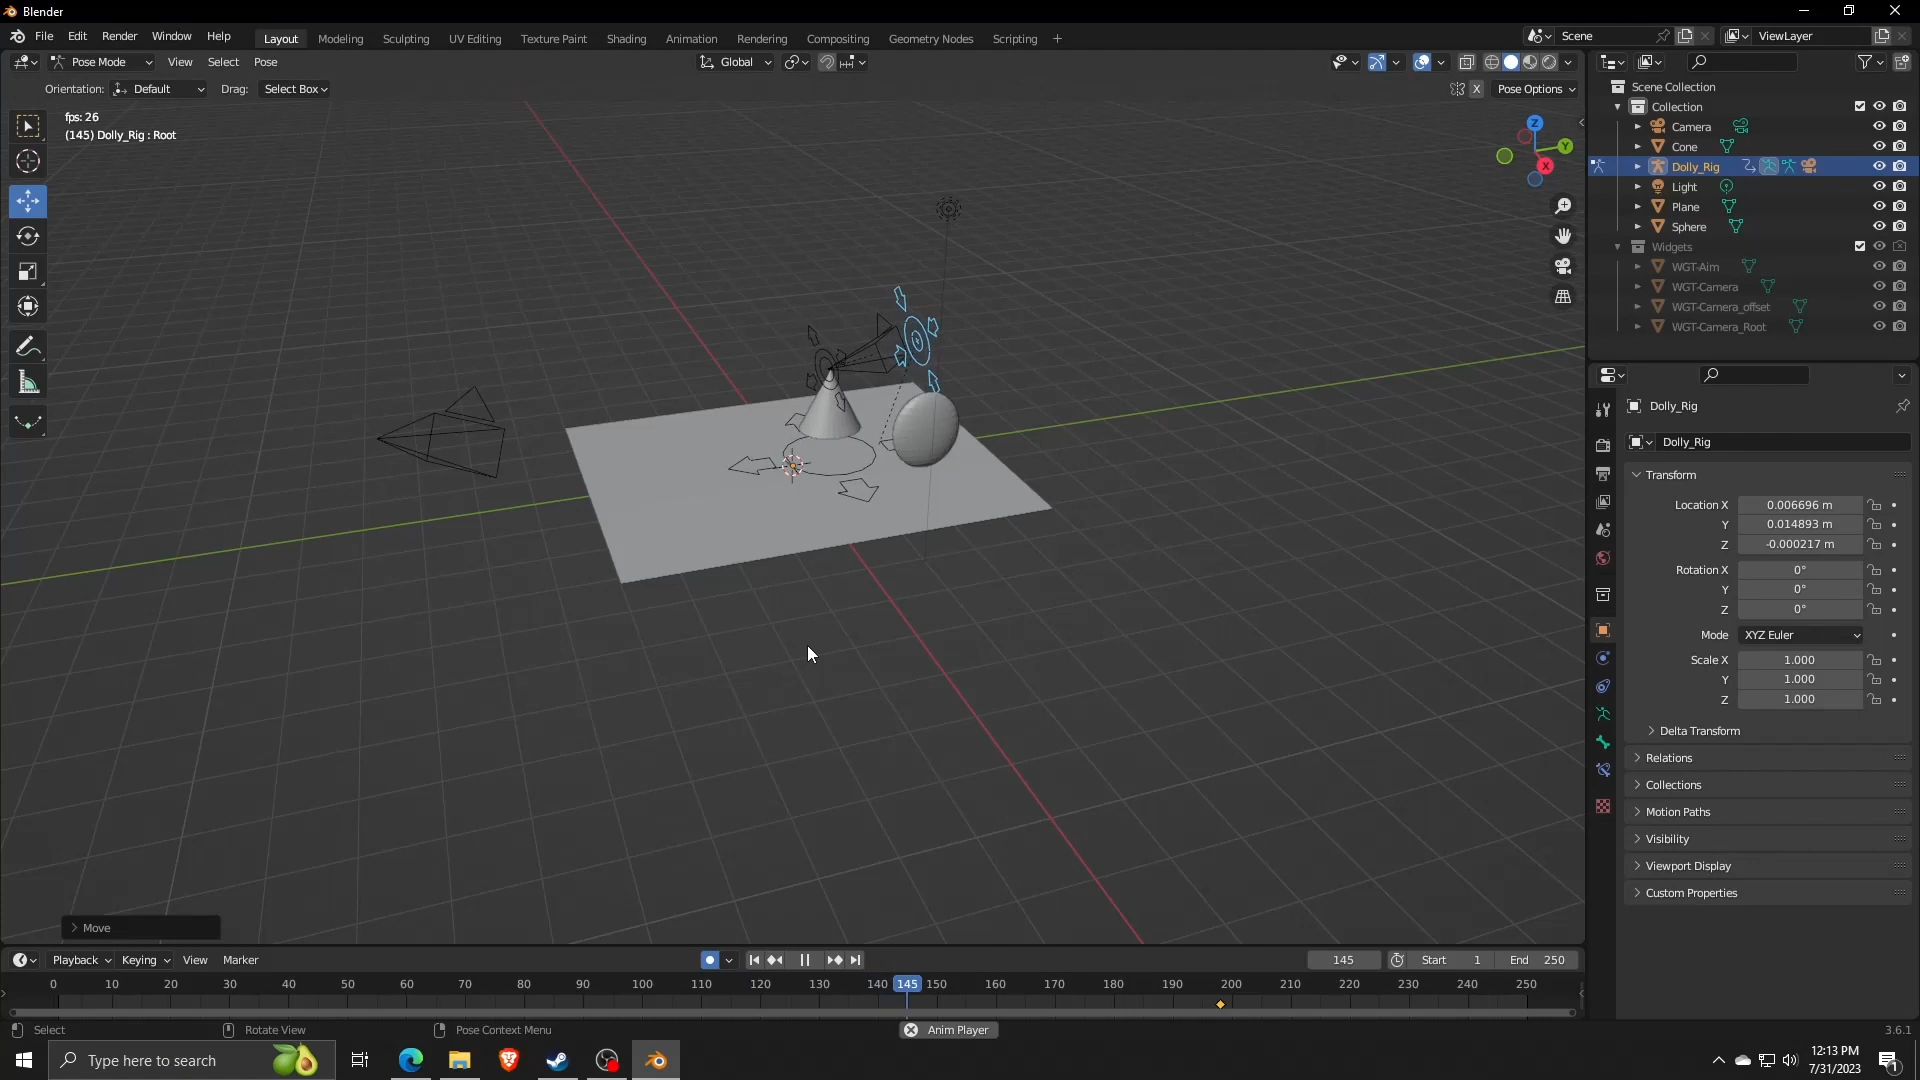 Blender
File Edit Render Window Help Layout Modeling Sculpting UV Editing Texture Paint Shading Animation Rendering Compositing Geometry Nodes Scripting + Scene ViewLayer
Pose Mode View Select Pose Global
Orientation: Default Drag: Select Box X Pose Options
fps: 26
(145) Dolly_Rig : Root
Z
Y
X
Scene Collection
Collection
Camera
Cone
Dolly_Rig
Light
Plane
Sphere
Widgets
WGT-Aim
WGT-Camera
WGT-Camera_offset
WGT-Camera_Root
Dolly_Rig
Dolly_Rig
Transform
Location X 0.006696 m
Y 0.014893 m
Z -0.000217 m
Rotation X 0°
Y 0°
Z 0°
Mode XYZ Euler
Scale X 1.000
Y 1.000
Z 1.000
Delta Transform
Relations
Collections
Motion Paths
Visibility
Viewport Display
Custom Properties
Move
Playback Keying View Marker 145 Start 1 End 250
0 10 20 30 40 50 60 70 80 90 100 110 120 130 140 145 150 160 170 180 190 200 210 220 230 240 250
Select Rotate View Pose Context Menu Anim Player 3.6.1
Type here to search
12:13 PM
7/31/2023
1